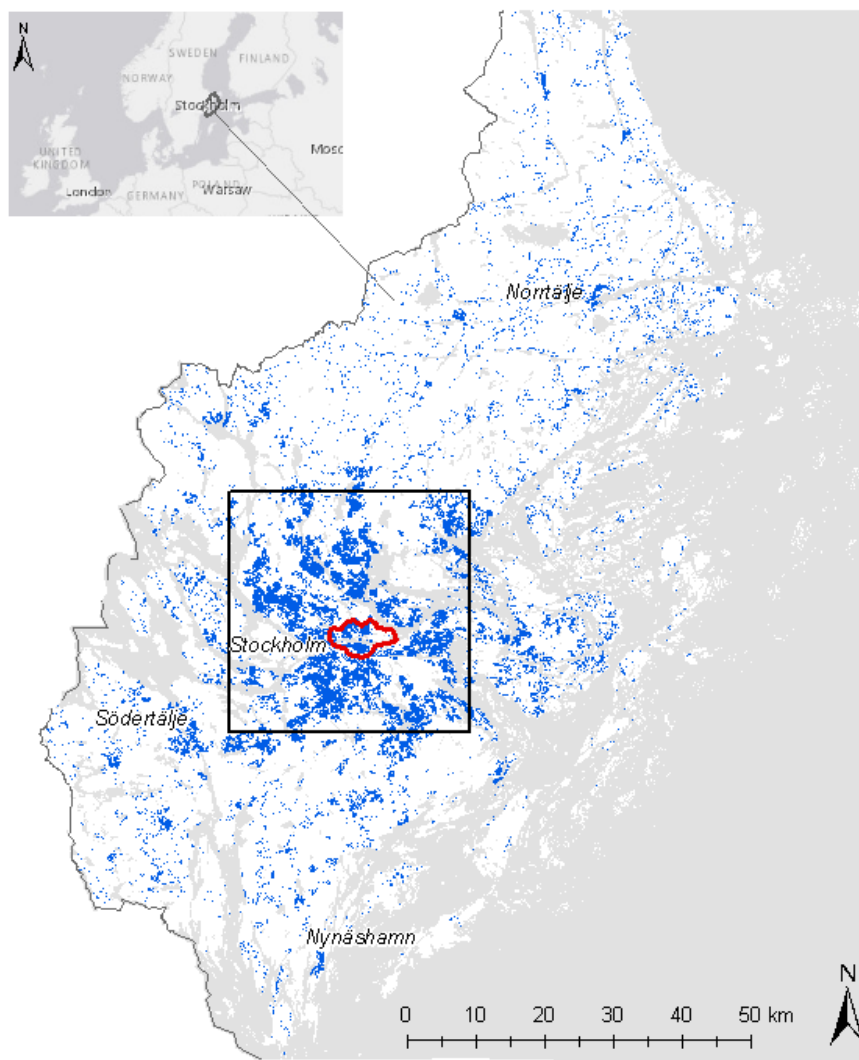 N
SWEDEN
FINLAND
NORWAY
Stockholm
Mosc
UNITED
KINGDOM
London
POLAND
Warsaw
GERMANY
Norrtälje
Stockholm
Södertälje
Nynäshamn
N
0 10 20 30 40 50 km